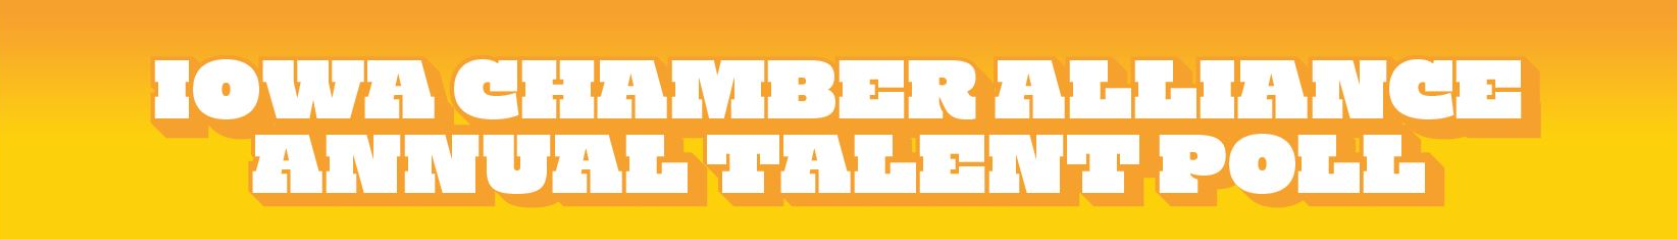 IOWA CHAMBER ALLIANCE
ANNUAL TALENT POLL